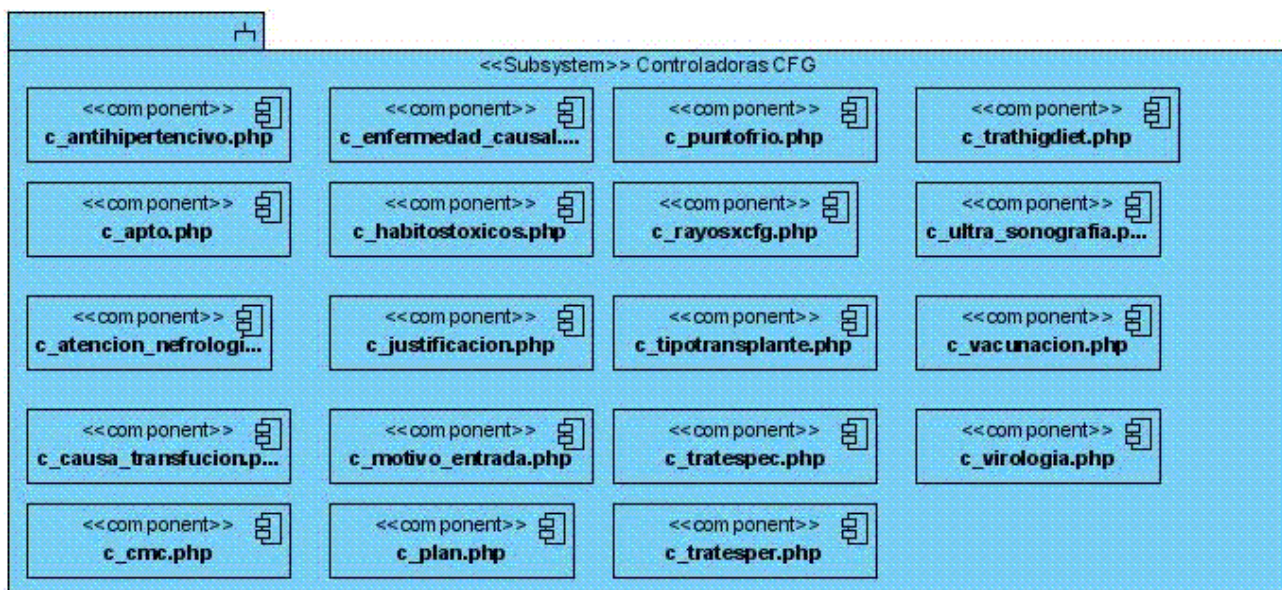 <<Subsystem>> Controladoras CFG
<<component>> <<component>> <<component>> <<component>>
c_antihipertencivo.php c_enfermedad_causal.... c_puntofrio.php c_trathigdiet.php
<<component>> <<component>> <<component>> <<component>>
c_apto.php c_habitostoxicos.php c_rayosxcfg.php c_ultra_sonografia.p...
<<component>> <<component>> <<component>> <<component>>
c_atencion_nefrologi... c_justificacion.php c_tipotransplante.php c_vacunacion.php
<<component>> <<component>> <<component>> <<component>>
c_causa_transfucion.p... c_motivo_entrada.php c_tratespec.php c_virologia.php
<<component>> <<component>> <<component>>
c_cmc.php c_plan.php c_tratesper.php